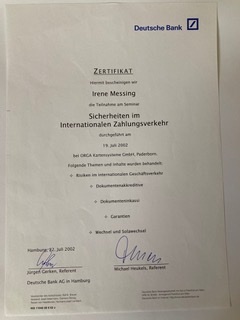 Deutsche Bank
ZERTIFIKAT
Hiermit bescheinigen wir
Irene Messing
die Teilnahme am Seminar
Sicherheiten im
Internationalen Zahlungsverkehr
durchgeführt am
19. Juli 2002
bei ORGA Kartensysteme GmbH, Paderborn.
Folgende Themen und Inhalte wurden behandelt:
Risiken im internationalen Geschäftsverkehr
Dokumentenakkreditive
Dokumenteninkassi
Garantien
Wechsel und Solawechsel
Hamburg, 22. Juli 2002
Jürgen Gerken, Referent
Michael Houkels, Referent
Deutsche Bank AG in Hamburg